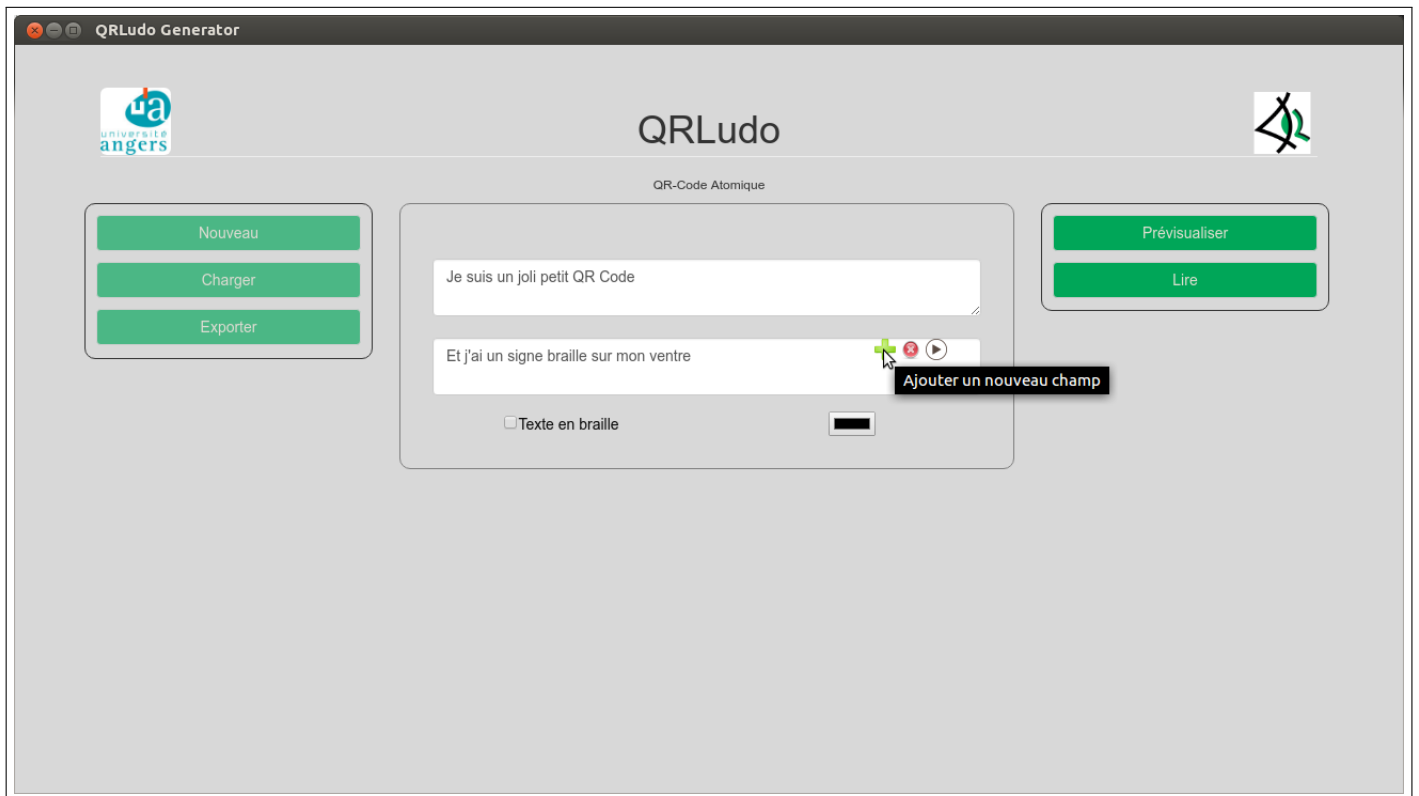 QRLudo Generator
ua
université
angers
QRLudo
QR-Code Atomique
Nouveau
Charger
Exporter
Je suis un joli petit QR Code
Et j'ai un signe braille sur mon ventre
Ajouter un nouveau champ
Texte en braille
Prévisualiser
Lire